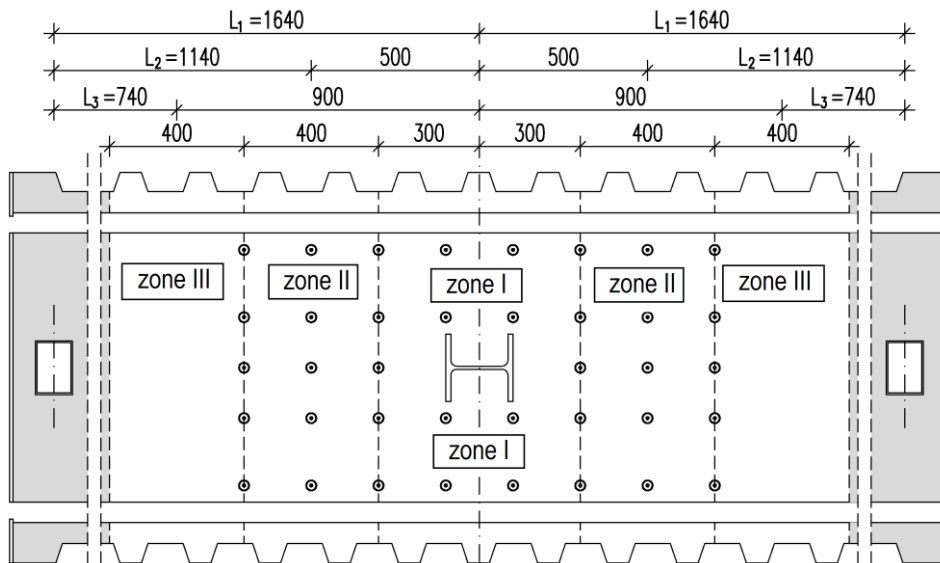 L₁ =1640 L₁ =1640
L₂ =1140 500 500 L₂ =1140
L₃ =740 900 900 L₃ =740
400 400 300 300 400 400
zone III zone II zone I zone II zone III
zone I